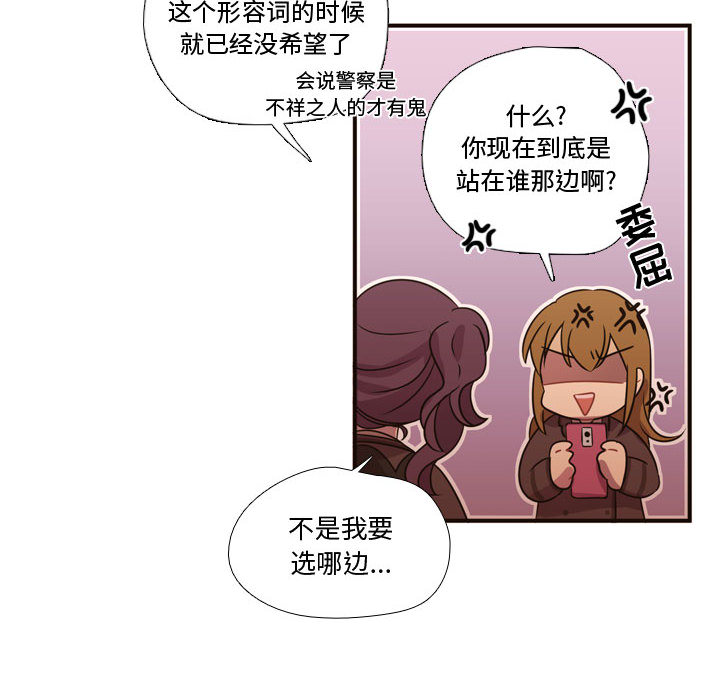 这个形容词的时候
就已经没希望了
会说警察是
不祥之人的才有鬼
什么?
你现在到底是
站在谁那边啊?
委屈
不是我要
选哪边...